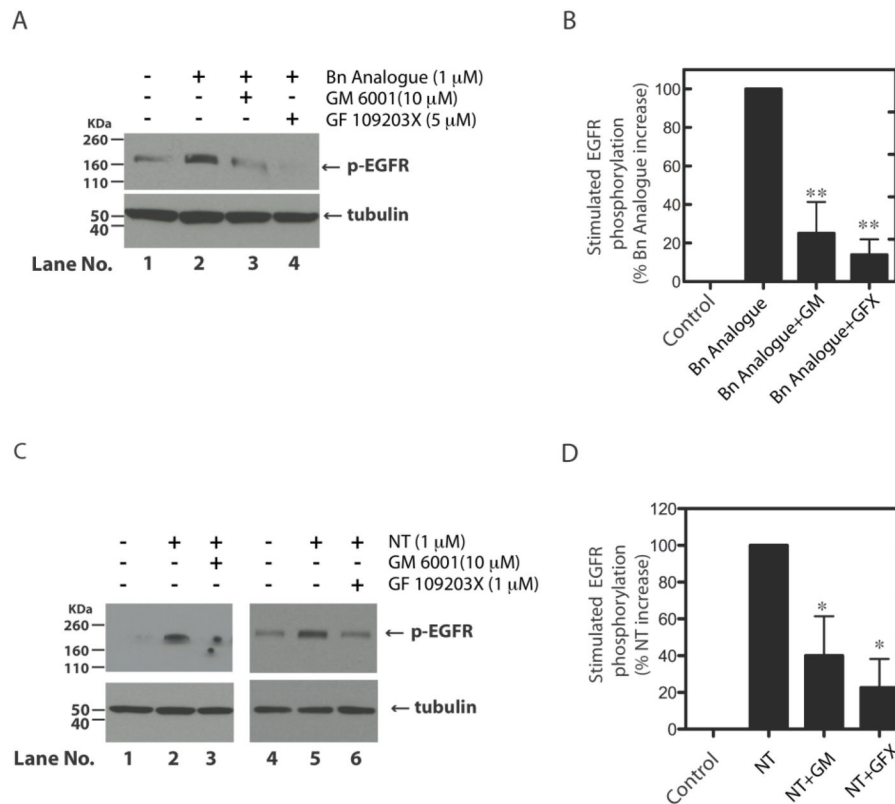 A
- + + + Bn Analogue (1 μM)
- - + - GM 6001(10 μM)
- - - + GF 109203X (5 μM)
KDa
260
160
110
← p-EGFR
50
40
← tubulin
Lane No. 1 2 3 4
B
Stimulated EGFR
phosphorylation
(% Bn Analogue increase)
100
80
60
40
20
0
**
**
Control
Bn Analogue
Bn Analogue+GM
Bn Analogue+GFX
C
- + + - + + NT (1 μM)
- - + - - - GM 6001(10 μM)
- - - - - + GF 109203X (1 μM)
KDa
260
160
110
← p-EGFR
50
40
← tubulin
Lane No. 1 2 3 4 5 6
D
Stimulated EGFR
phosphorylation
(% NT increase)
120
100
80
60
40
20
0
*
*
Control
NT
NT+GM
NT+GFX